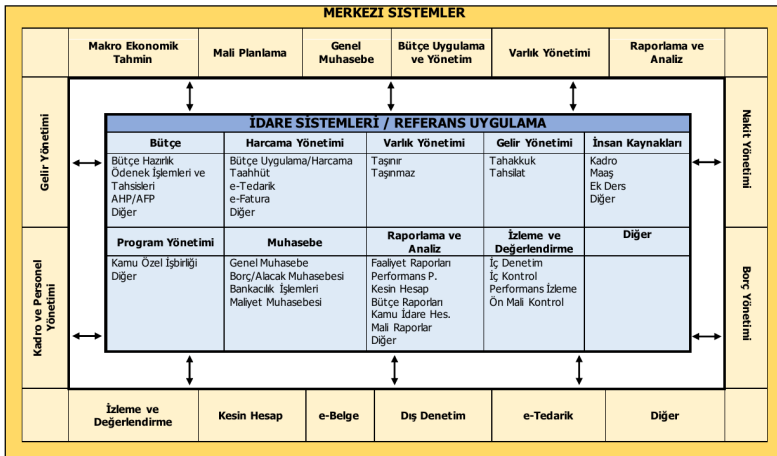 MERKEZİ SİSTEMLER
Makro Ekonomik
Tahmin
Mali Planlama
Genel
Muhasebe
Bütçe Uygulama
ve Yönetim
Varlık Yönetimi
Raporlama ve
Analiz
Gelir Yönetimi
Kadro ve Personel
Yönetimi
Nakit Yönetimi
Borç Yönetimi
İDARE SİSTEMLERİ / REFERANS UYGULAMA
Bütçe
Bütçe Hazırlık
Ödenek İşlemleri ve
Tahsisleri
AHP/AFP
Diğer
Harcama Yönetimi
Bütçe Uygulama/Harcama
Taahhüt
e-Tedarik
e-Fatura
Diğer
Varlık Yönetimi
Taşınır
Taşınmaz
Gelir Yönetimi
Tahakkuk
Tahsilat
İnsan Kaynakları
Kadro
Maaş
Ek Ders
Diğer
Program Yönetimi
Kamu Özel İşbirliği
Diğer
Muhasebe
Genel Muhasebe
Borç/Alacak Muhasebesi
Bankacılık İşlemleri
Maliyet Muhasebesi
Raporlama ve
Analiz
Faaliyet Raporları
Performans P.
Kesin Hesap
Bütçe Raporları
Kamu İdare Hes.
Mali Raporlar
Diğer
İzleme ve
Değerlendirme
İç Denetim
İç Kontrol
Performans İzleme
Ön Mali Kontrol
Diğer
İzleme ve
Değerlendirme
Kesin Hesap
e-Belge
Dış Denetim
e-Tedarik
Diğer